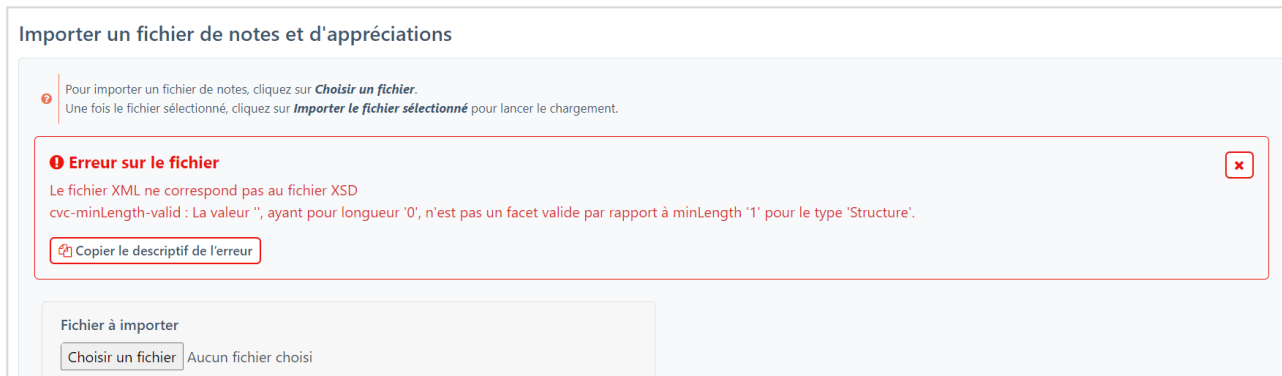 Importer un fichier de notes et d'appréciations
Pour importer un fichier de notes, cliquez sur Choisir un fichier.
Une fois le fichier sélectionné, cliquez sur Importer le fichier sélectionné pour lancer le chargement.
Erreur sur le fichier
Le fichier XML ne correspond pas au fichier XSD
cvc-minLength-valid : La valeur '', ayant pour longueur '0', n'est pas un facet valide par rapport à minLength '1' pour le type 'Structure'.
Copier le descriptif de l'erreur
Fichier à importer
Choisir un fichier Aucun fichier choisi